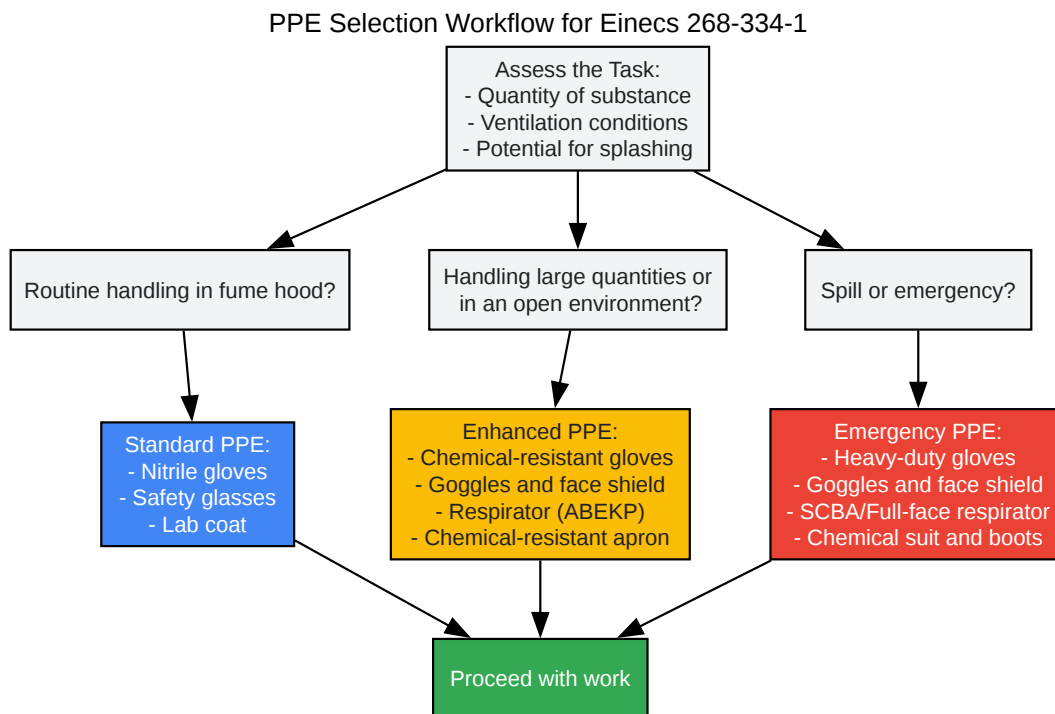 PPE Selection Workflow for Einecs 268-334-1
Assess the Task:
- Quantity of substance
- Ventilation conditions
- Potential for splashing
Routine handling in fume hood?
Handling large quantities or
in an open environment?
Spill or emergency?
Standard PPE:
- Nitrile gloves
- Safety glasses
- Lab coat
Enhanced PPE:
- Chemical-resistant gloves
- Goggles and face shield
- Respirator (ABEKP)
- Chemical-resistant apron
Emergency PPE:
- Heavy-duty gloves
- Goggles and face shield
- SCBA/Full-face respirator
- Chemical suit and boots
Proceed with work